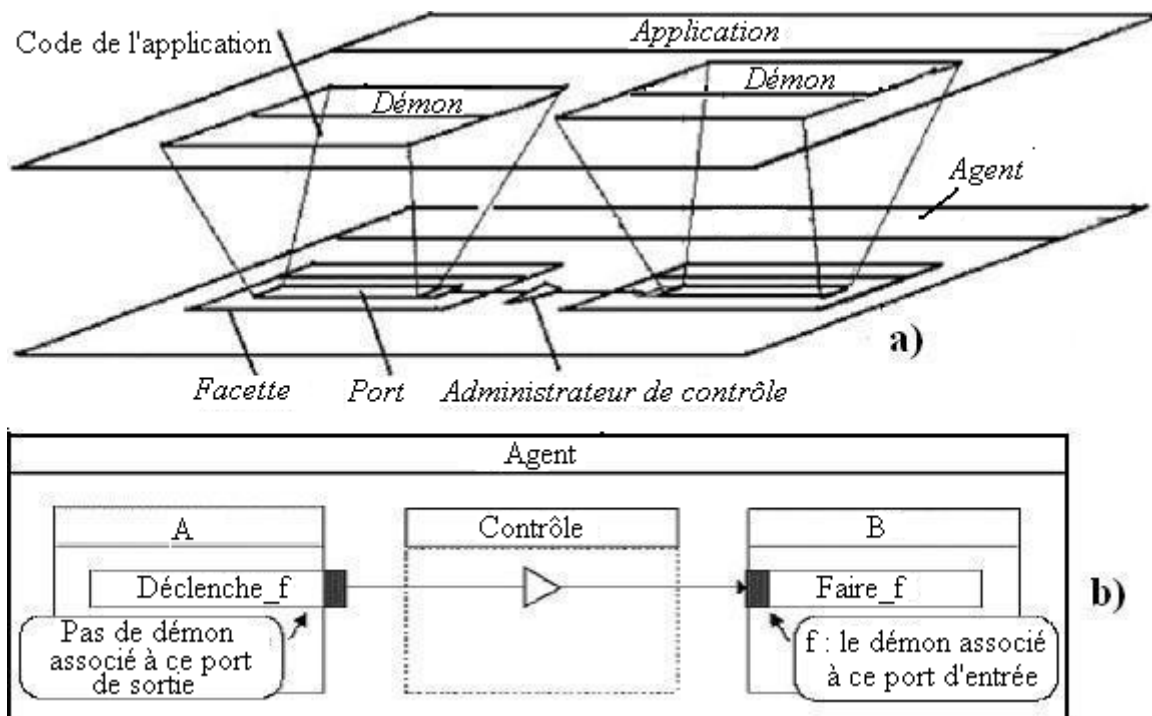 Code de l'application
Application
Démon
Démon
Agent
a)
Facette
Port
Administrateur de contrôle
Agent
A
Contrôle
B
Déclenche_f
Faire_f
b)
Pas de démon
associé à ce port
de sortie
f : le démon associé
à ce port d'entrée